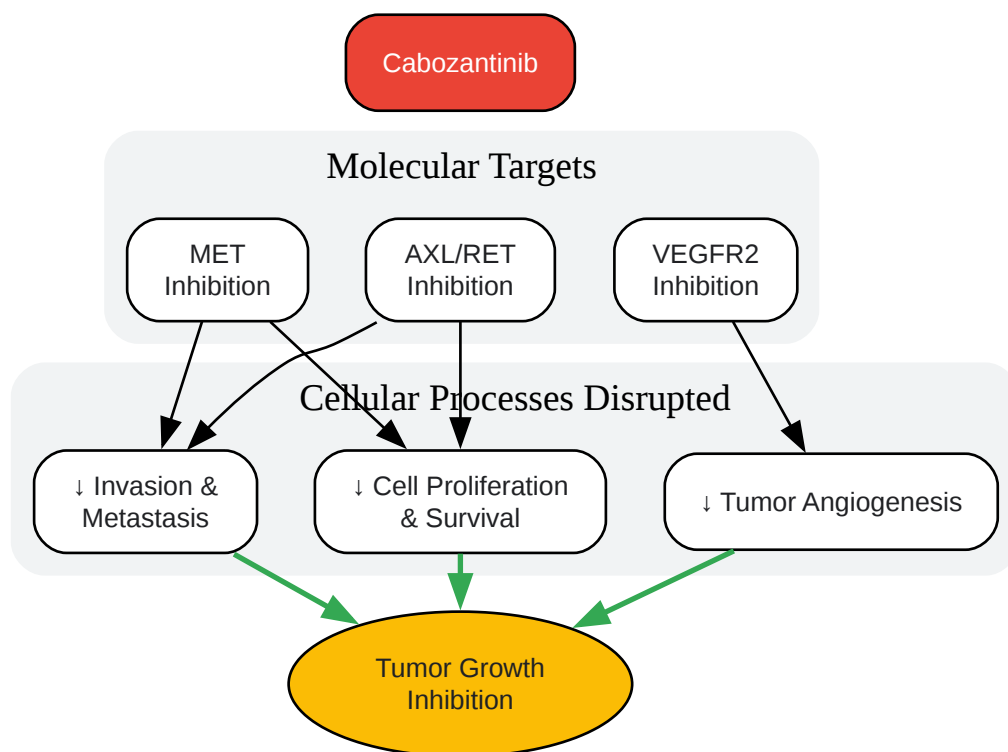 Cabozantinib
Molecular Targets
MET
Inhibition
AXL/RET
Inhibition
VEGFR2
Inhibition
Cellular Processes Disrupted
↓ Invasion &
Metastasis
↓ Cell Proliferation
& Survival
↓ Tumor Angiogenesis
Tumor Growth
Inhibition